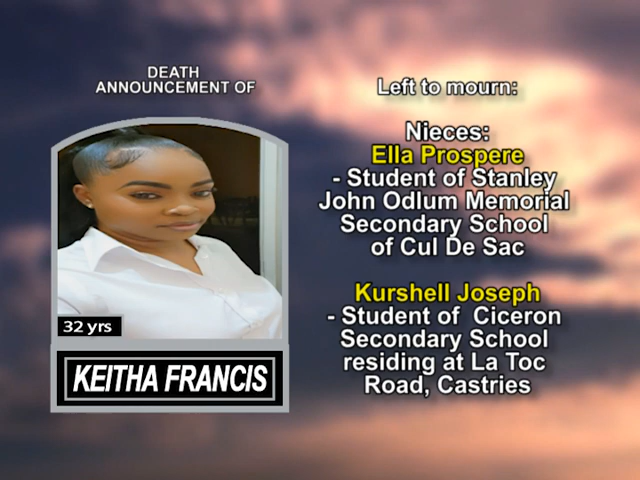 DEATH
ANNOUNCEMENT OF
32 yrs
KEITHA FRANCIS
Left to mourn:
Nieces:
Ella Prospere
- Student of Stanley
John Odlum Memorial
Secondary School
of Cul De Sac
Kurshell Joseph
- Student of Ciceron
Secondary School
residing at La Toc
Road, Castries